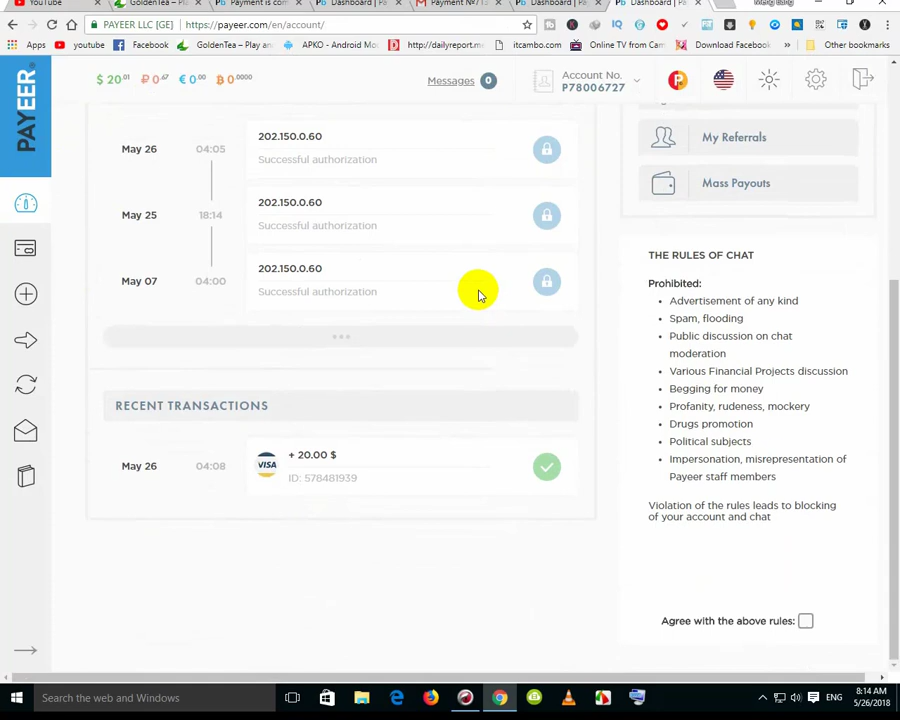 YouTube
GoldenTea – Pla
Payment is com
Dashboard | Pa
Payment №713
Dashboard | Pa
Dashboard | Pa
Meng Bong
PAYEER LLC [GE]
https://payeer.com/en/account/
Apps
youtube
Facebook
GoldenTea – Play an
APKO - Android Mo
http://dailyreport.m
itcambo.com
Online TV from Cam
Download Facebook
»
Other bookmarks
PAYEER
$ 20.01 ₽ 0.67 € 0.00 ฿ 0.0000
Messages 0
Account No.
P78006727
May 26 04:05
202.150.0.60
Successful authorization
May 25 18:14
202.150.0.60
Successful authorization
May 07 04:00
202.150.0.60
Successful authorization
RECENT TRANSACTIONS
May 26 04:08
VISA
+ 20.00 $
ID: 578481939
My Referrals
Mass Payouts
THE RULES OF CHAT
Prohibited:
• Advertisement of any kind
• Spam, flooding
• Public discussion on chat
moderation
• Various Financial Projects discussion
• Begging for money
• Profanity, rudeness, mockery
• Drugs promotion
• Political subjects
• Impersonation, misrepresentation of
Payeer staff members
Violation of the rules leads to blocking
of your account and chat
Agree with the above rules:
Search the web and Windows
ENG
8:14 AM
5/26/2018